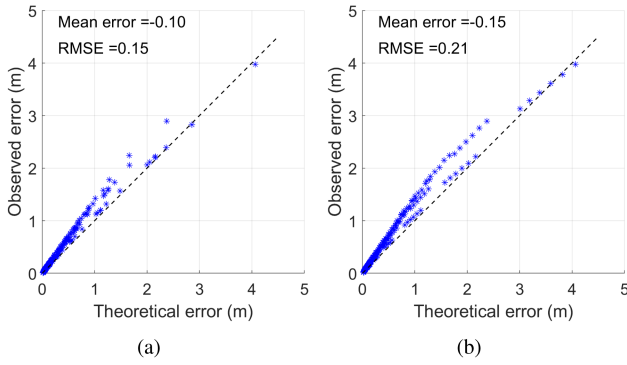 Mean error =-0.10
RMSE =0.15
Observed error (m)
5
4
3
2
1
0
0 1 2 3 4 5
Theoretical error (m)
(a)
Mean error =-0.15
RMSE =0.21
Observed error (m)
5
4
3
2
1
0
0 1 2 3 4 5
Theoretical error (m)
(b)